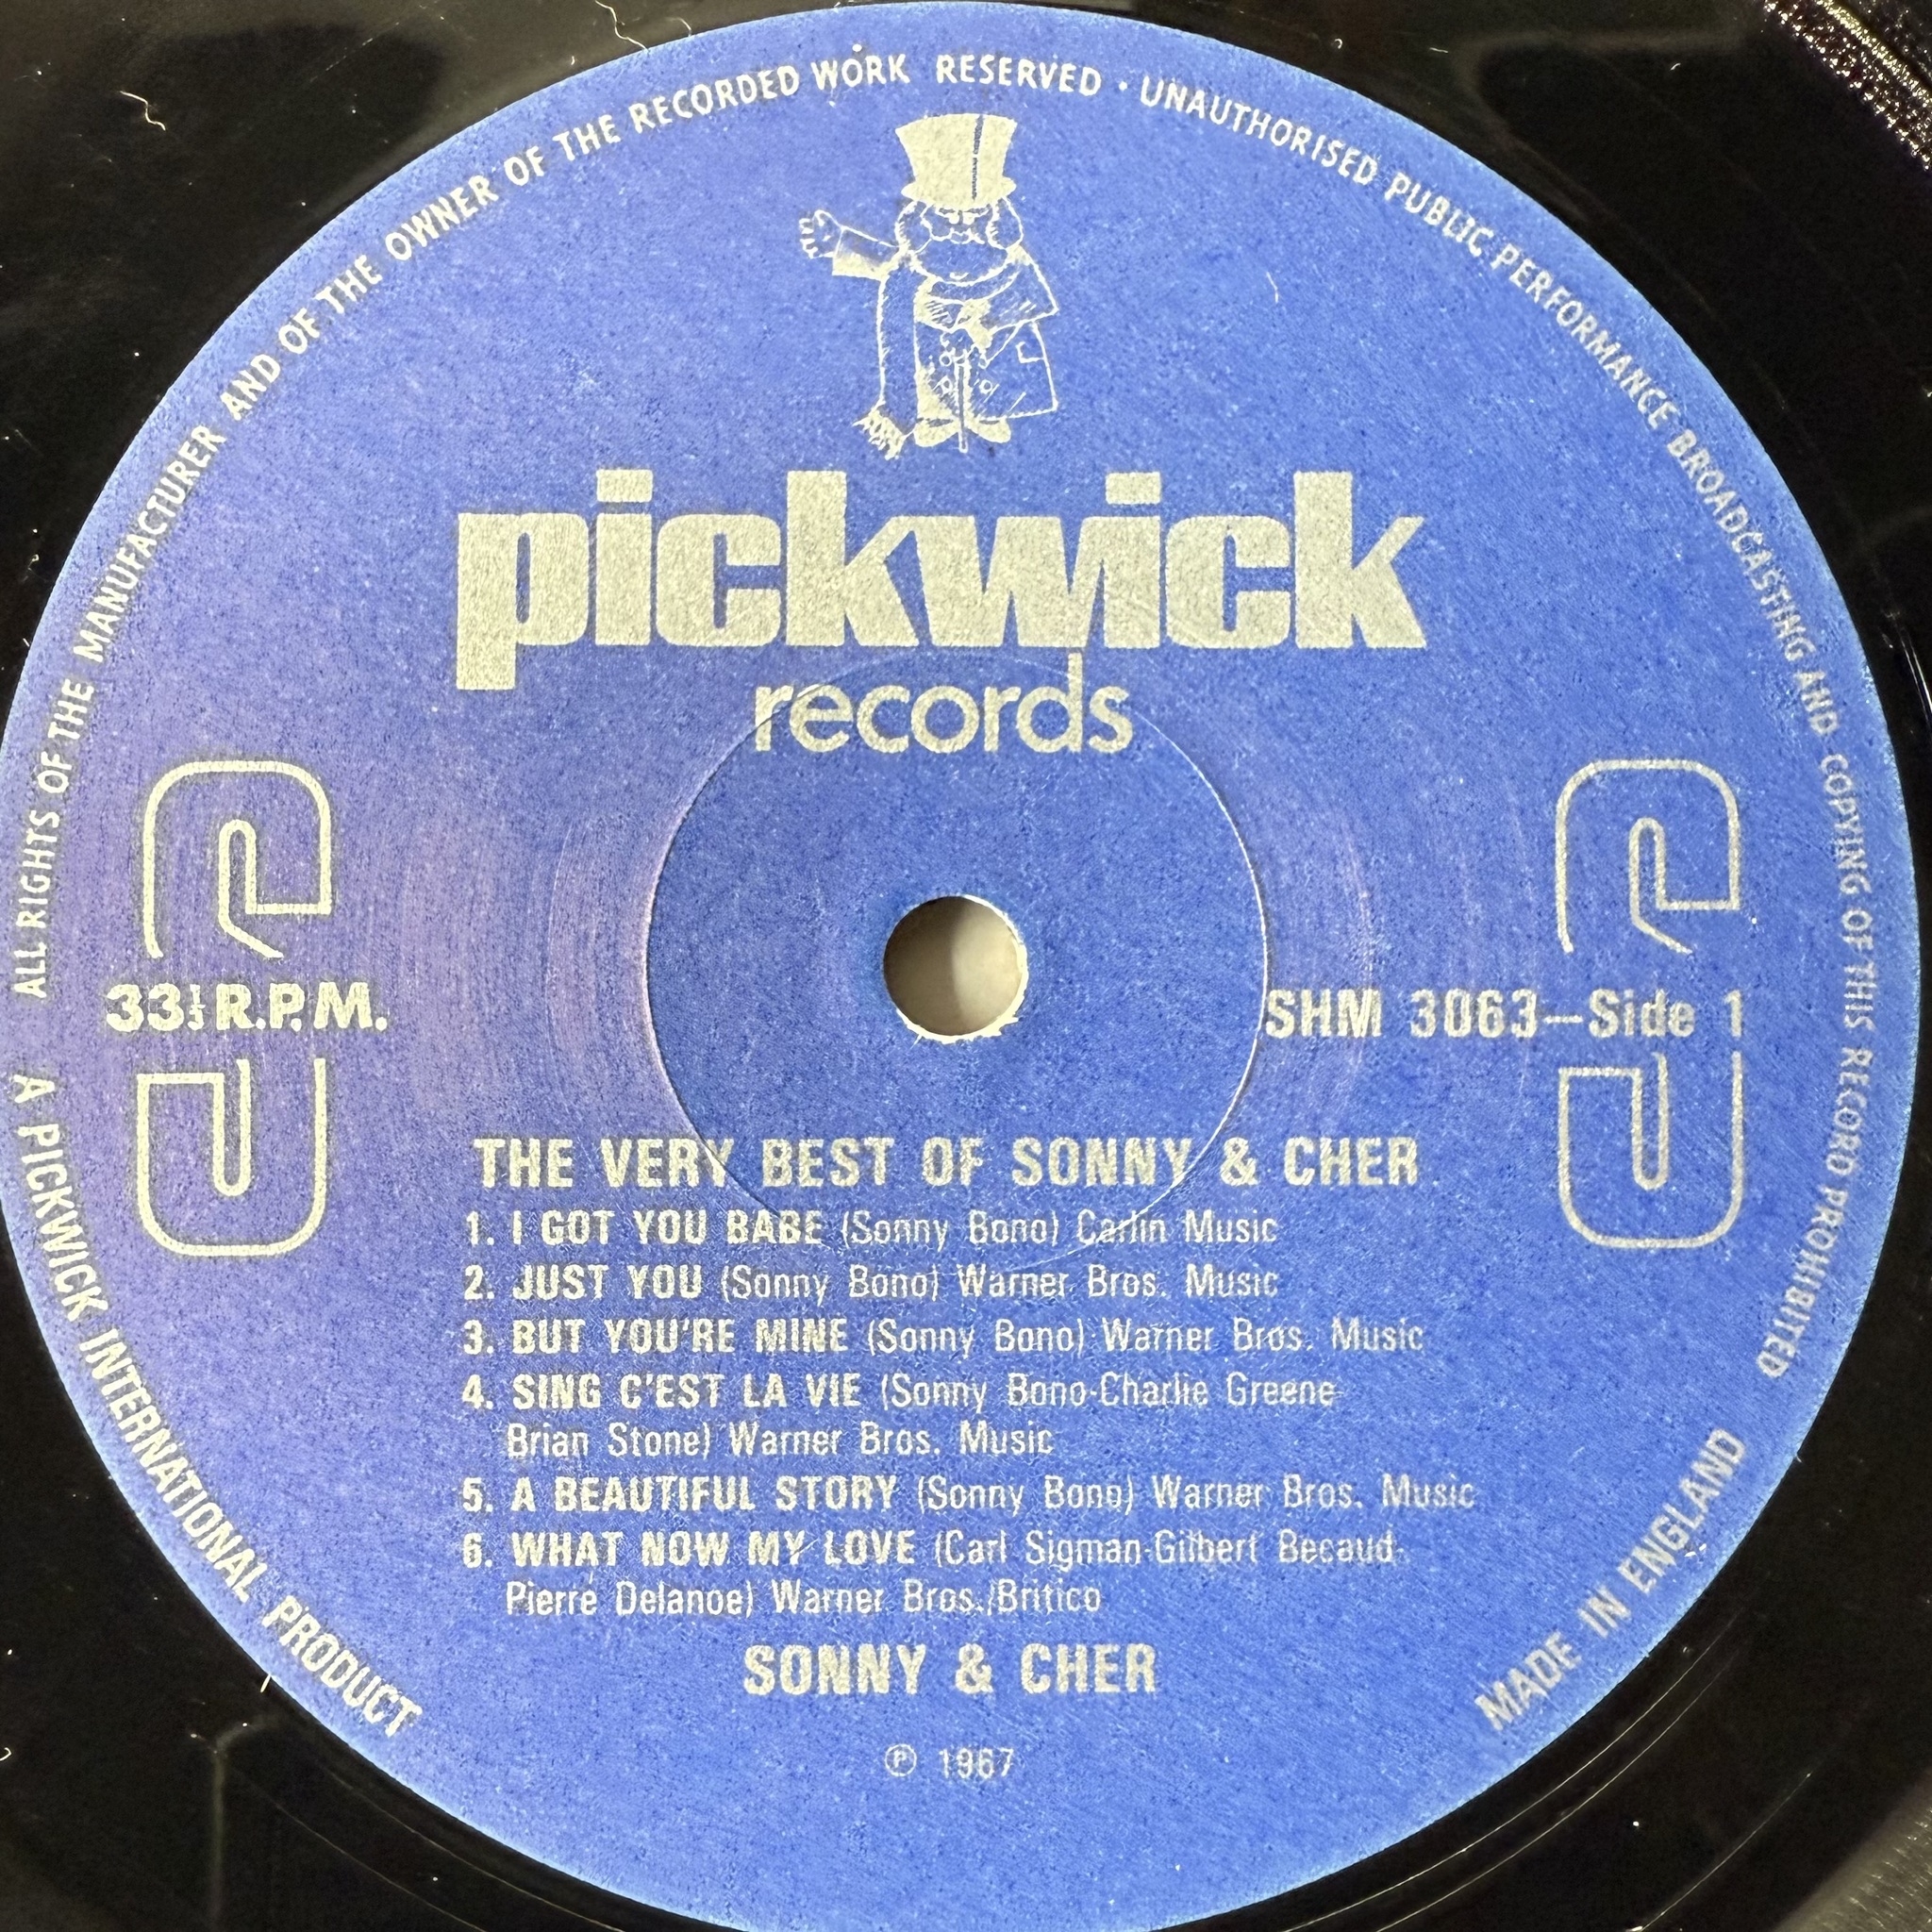 ALL RIGHTS OF THE MANUFACTURER AND OF THE OWNER OF THE RECORDED WORK RESERVED · UNAUTHORISED PUBLIC PERFORMANCE BROADCASTING AND COPYING OF THIS RECORD PROHIBITED
pickwick
records
33⅓ R.P.M.
SHM 3063—Side 1
THE VERY BEST OF SONNY & CHER
1. I GOT YOU BABE (Sonny Bono) Carlin Music
2. JUST YOU (Sonny Bono) Warner Bros. Music
3. BUT YOU'RE MINE (Sonny Bono) Warner Bros. Music
4. SING C'EST LA VIE (Sonny Bono-Charlie Greene-
Brian Stone) Warner Bros. Music
5. A BEAUTIFUL STORY (Sonny Bono) Warner Bros. Music
6. WHAT NOW MY LOVE (Carl Sigman-Gilbert Becaud-
Pierre Delanoe) Warner Bros./Britico
SONNY & CHER
℗ 1967
A PICKWICK INTERNATIONAL PRODUCT
MADE IN ENGLAND